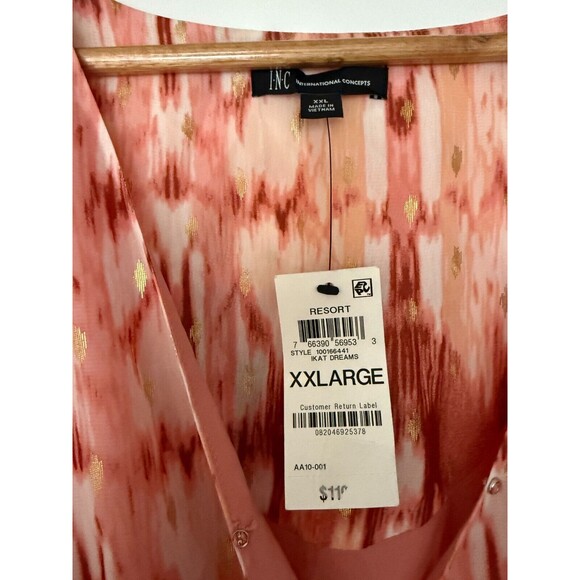 I·N·C INTERNATIONAL CONCEPTS
XXL
MADE IN
VIETNAM
RESORT
7 66390 56953 3
STYLE 100166441
IKAT DREAMS
XXLARGE
Customer Return Label
082046925378
AA10-001